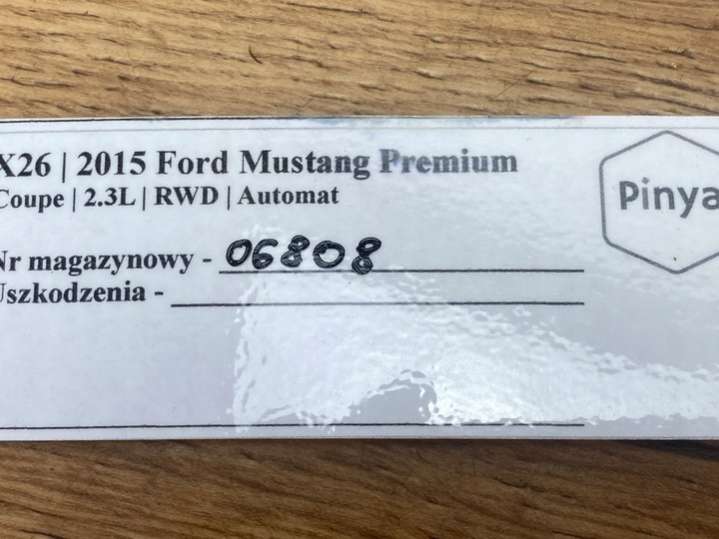 X26 | 2015 Ford Mustang Premium
Coupe | 2.3L | RWD | Automat
Nr magazynowy - 06808
Uszkodzenia -
Pinya